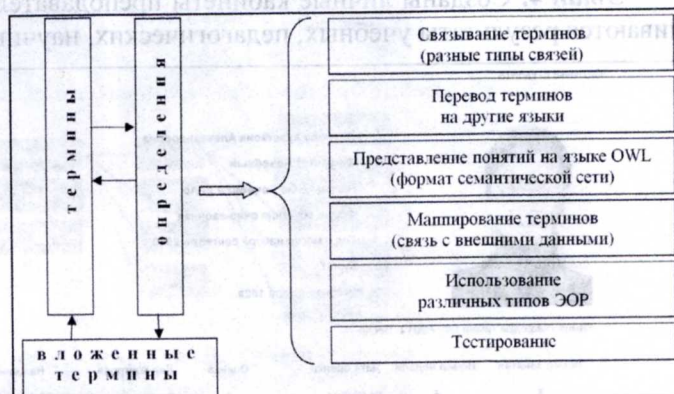 термины
определения
вложенные
термины
Связывание терминов
(разные типы связей)
Перевод терминов
на другие языки
Представление понятий на языке OWL
(формат семантической сети)
Маппирование терминов
(связь с внешними данными)
Использование
различных типов ЭОР
Тестирование